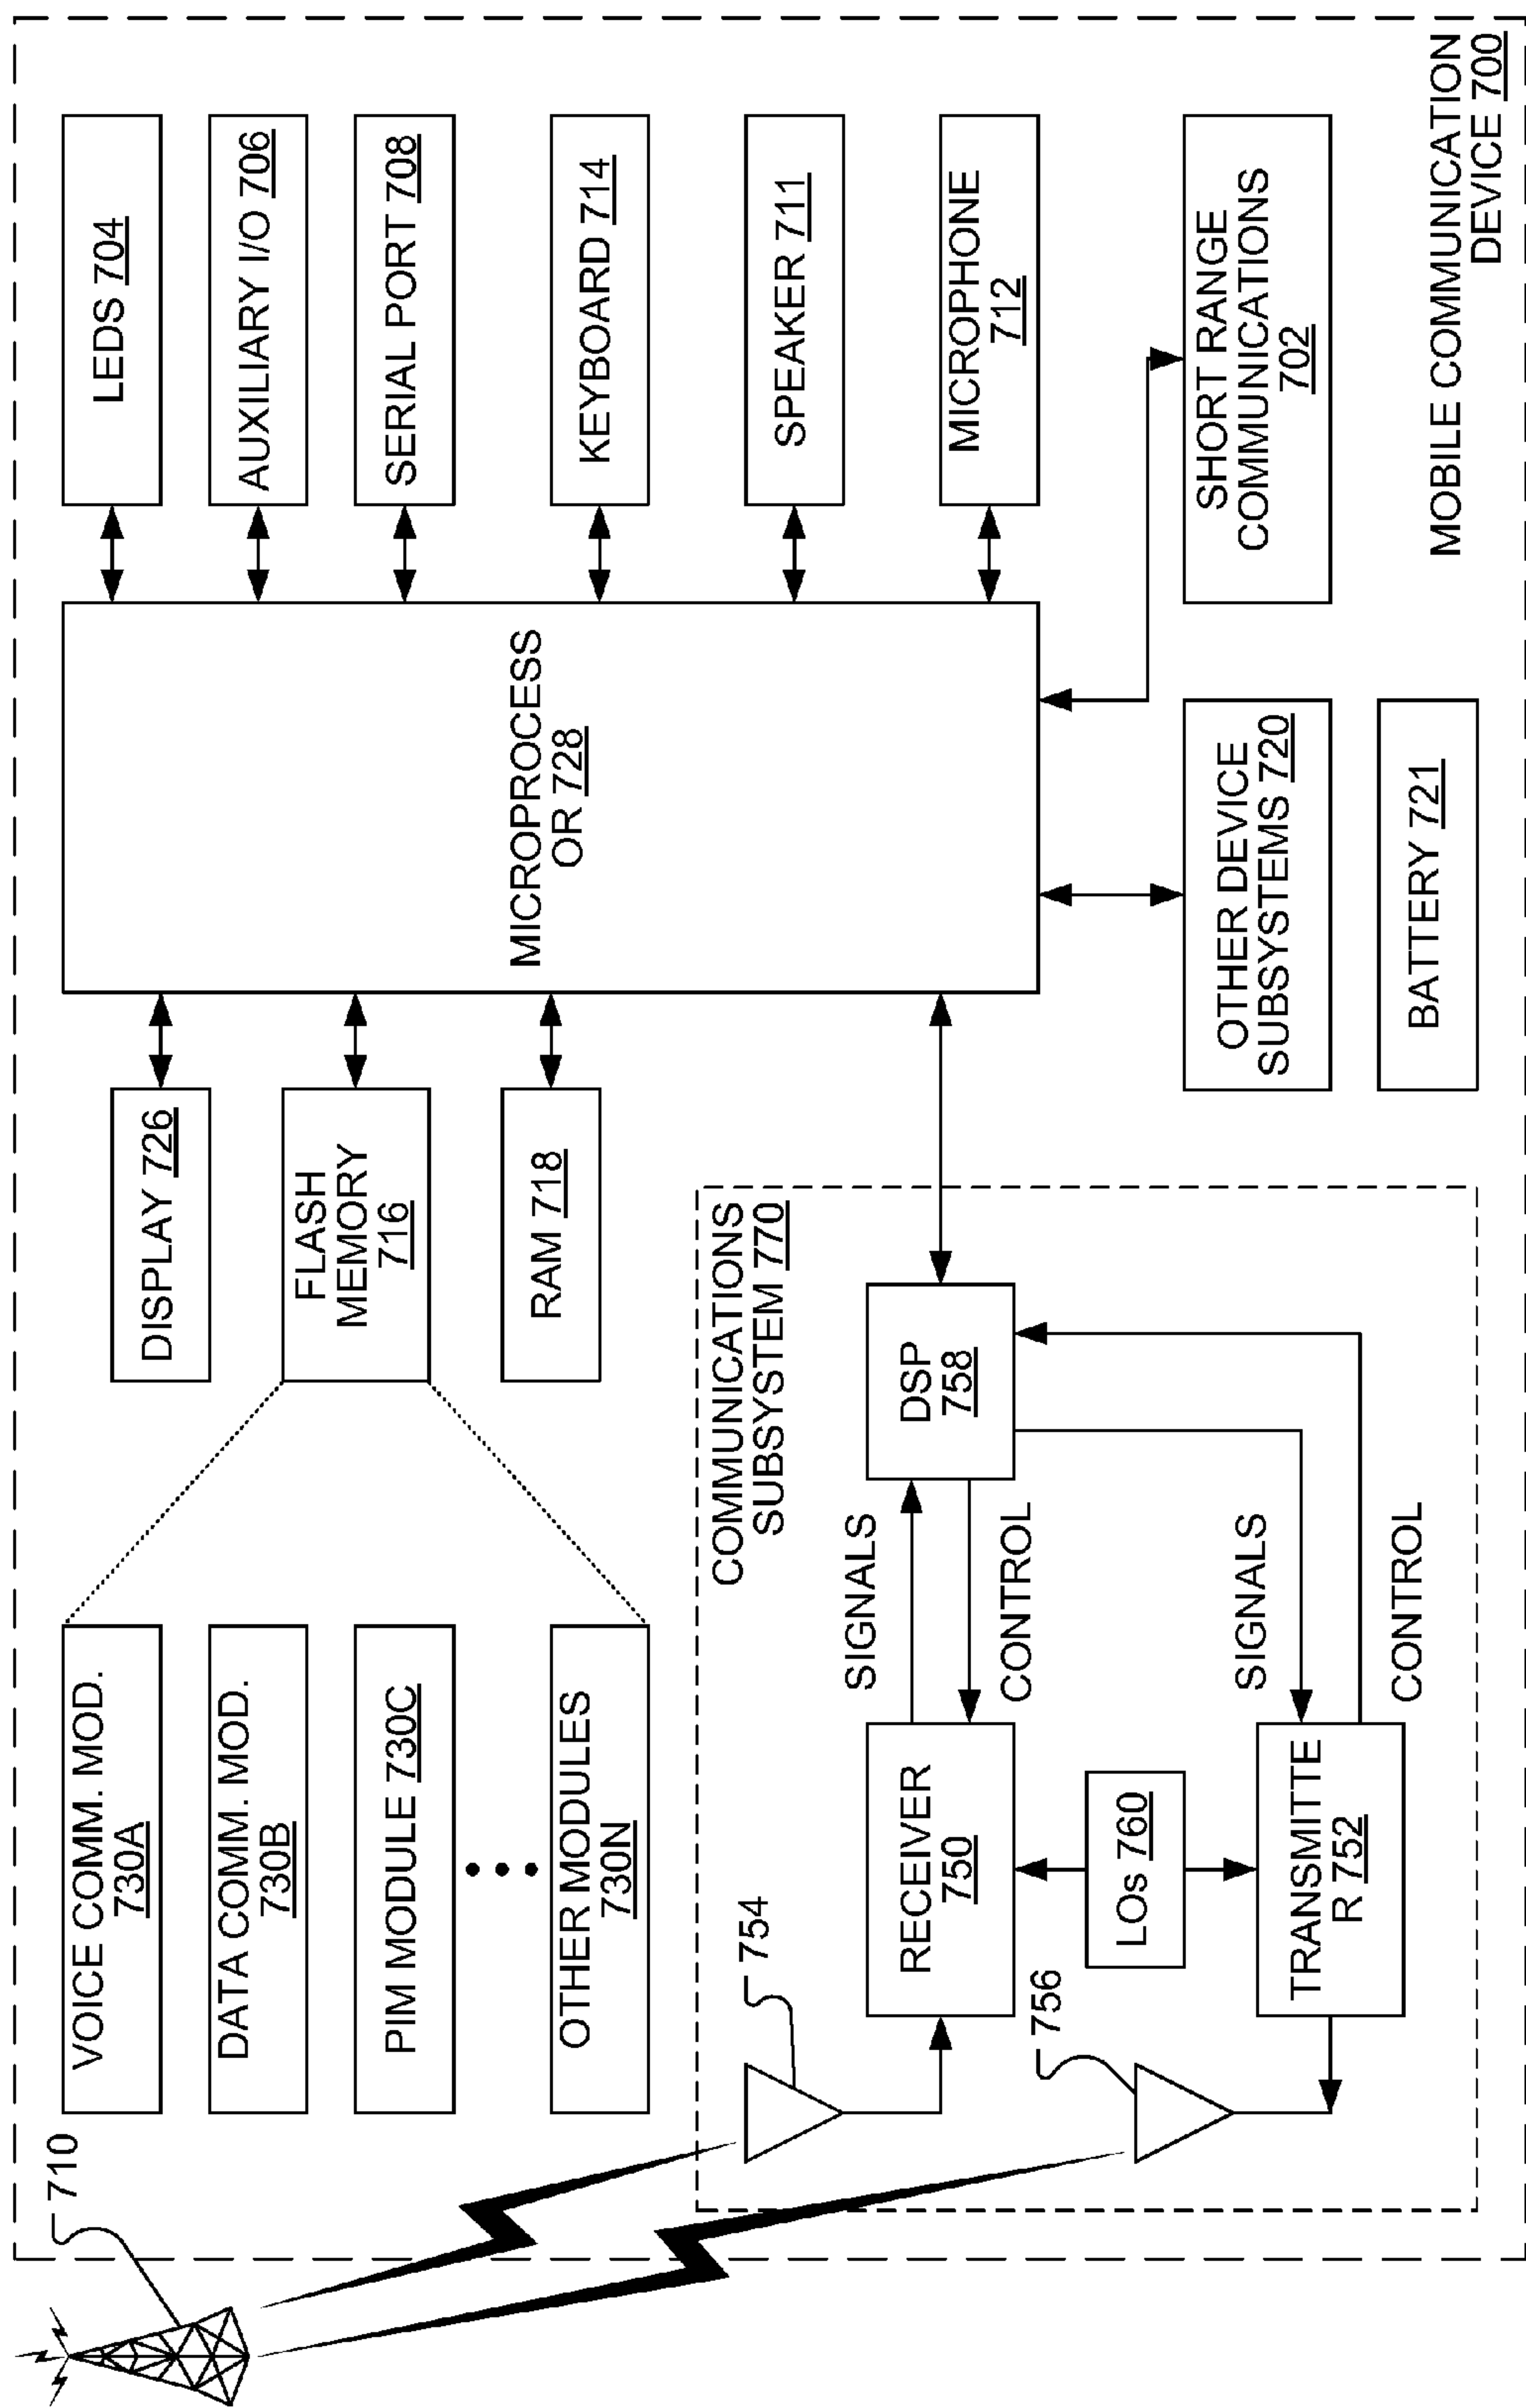 710
VOICE COMM. MOD.
730A
DATA COMM. MOD.
730B
PIM MODULE 730C
OTHER MODULES
730N
DISPLAY 726
FLASH
MEMORY
716
RAM 718
MICROPROCESS
OR 728
LEDS 704
AUXILIARY I/O 706
SERIAL PORT 708
KEYBOARD 714
SPEAKER 711
MICROPHONE
712
SHORT RANGE
COMMUNICATIONS
702
OTHER DEVICE
SUBSYSTEMS 720
BATTERY 721
COMMUNICATIONS
SUBSYSTEM 770
754
RECEIVER
750
SIGNALS
CONTROL
DSP
758
LOs 760
756
TRANSMITTE
R 752
SIGNALS
CONTROL
MOBILE COMMUNICATION
DEVICE 700